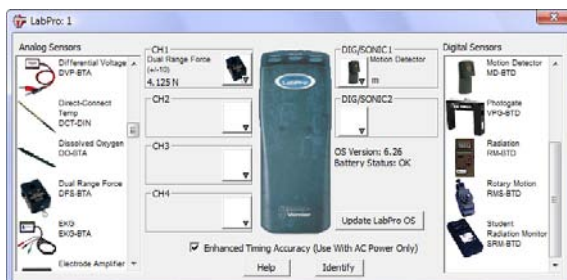 LabPro: 1
Analog Sensors
Differential Voltage
DVP-BTA
Direct-Connect
Temp
DCT-DIN
Dissolved Oxygen
DO-BTA
Dual Range Force
DFS-BTA
EKG
EKG-BTA
Electrode Amplifier
CH1
Dual Range Force
(+/-10)
4.125 N
CH2
CH3
CH4
LabPro
Vernier
DIG/SONIC1
Motion Detector
m
DIG/SONIC2
OS Version: 6.26
Battery Status: OK
Update LabPro OS
Enhanced Timing Accuracy (Use With AC Power Only)
Help
Identify
Digital Sensors
Motion Detector
MD-BTD
Photogate
VPG-BTD
Radiation
RM-BTD
Rotary Motion
RMS-BTD
Student
Radiation Monitor
SRM-BTD